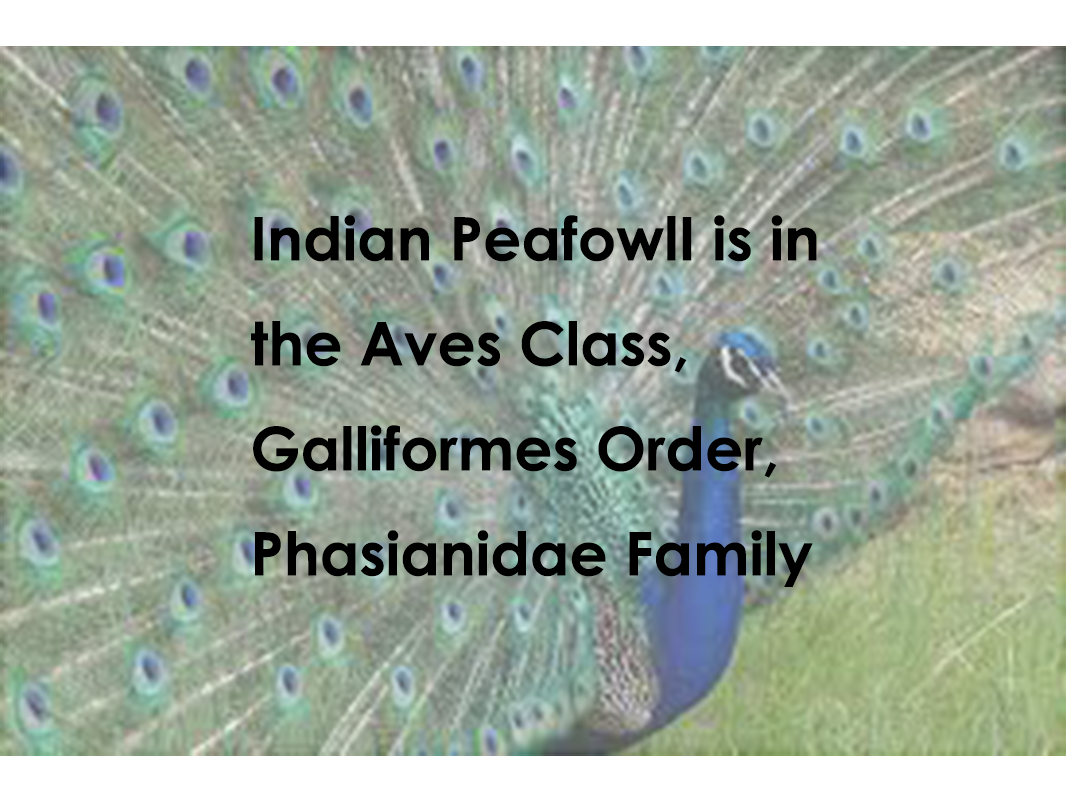 Indian Peafowll is in
the Aves Class,
Galliformes Order,
Phasianidae Family